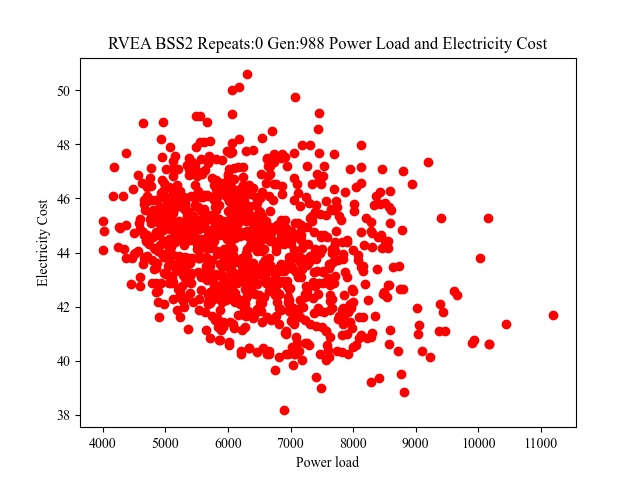 RVEA BSS2 Repeats:0 Gen:988 Power Load and Electricity Cost
50
48
46
44
42
40
38
Electricity Cost
4000 5000 6000 7000 8000 9000 10000 11000
Power load